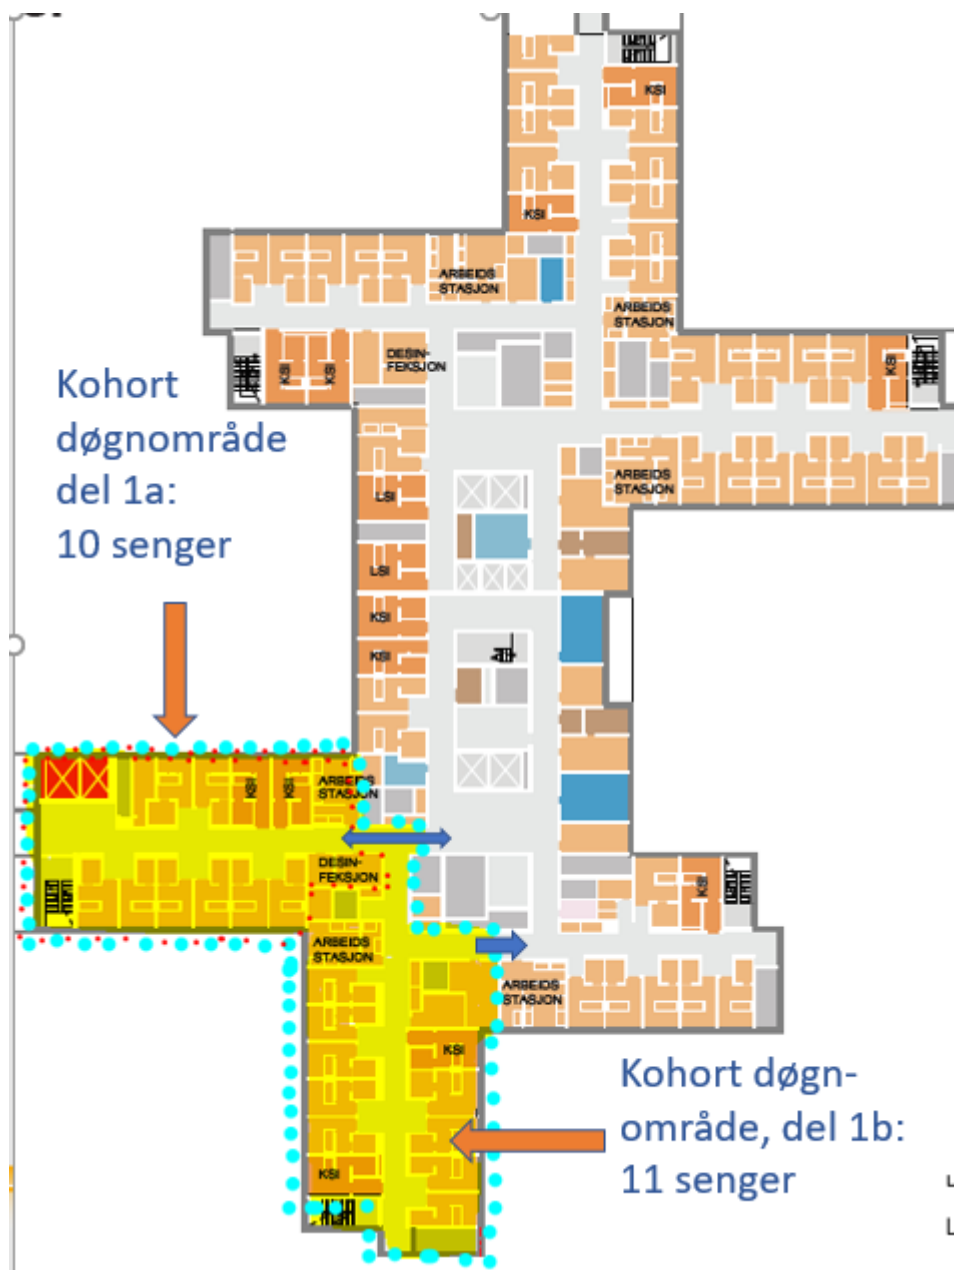 KSI
KSI
ARBEIDS
STASJON
ARBEIDS
STASJON
DESIN-
FEKSJON
KSI
KSI
KSI
Kohort
døgnområde
del 1a:
10 senger
ARBEIDS
STASJON
LSI
LSI
KSI
KSI
KSI
KSI
ARBEIDS
STASJON
DESIN-
FEKSJON
KSI
ARBEIDS
STASJON
ARBEIDS
STASJON
KSI
Kohort døgn-
område, del 1b:
11 senger
KSI